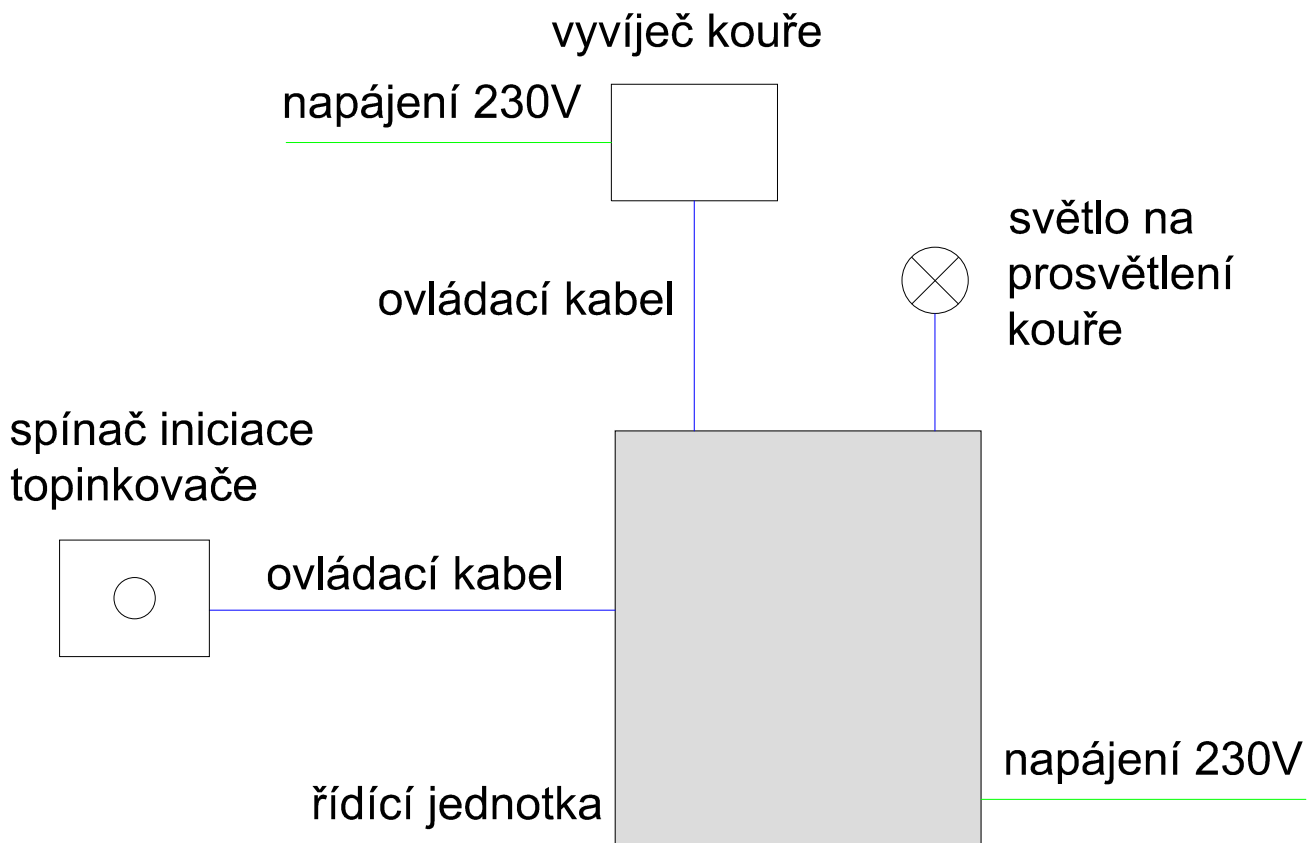 vyvíječ kouře
napájení 230V
světlo na
prosvětlení
kouře
ovládací kabel
spínač iniciace
topinkovače
ovládací kabel
napájení 230V
řídící jednotka